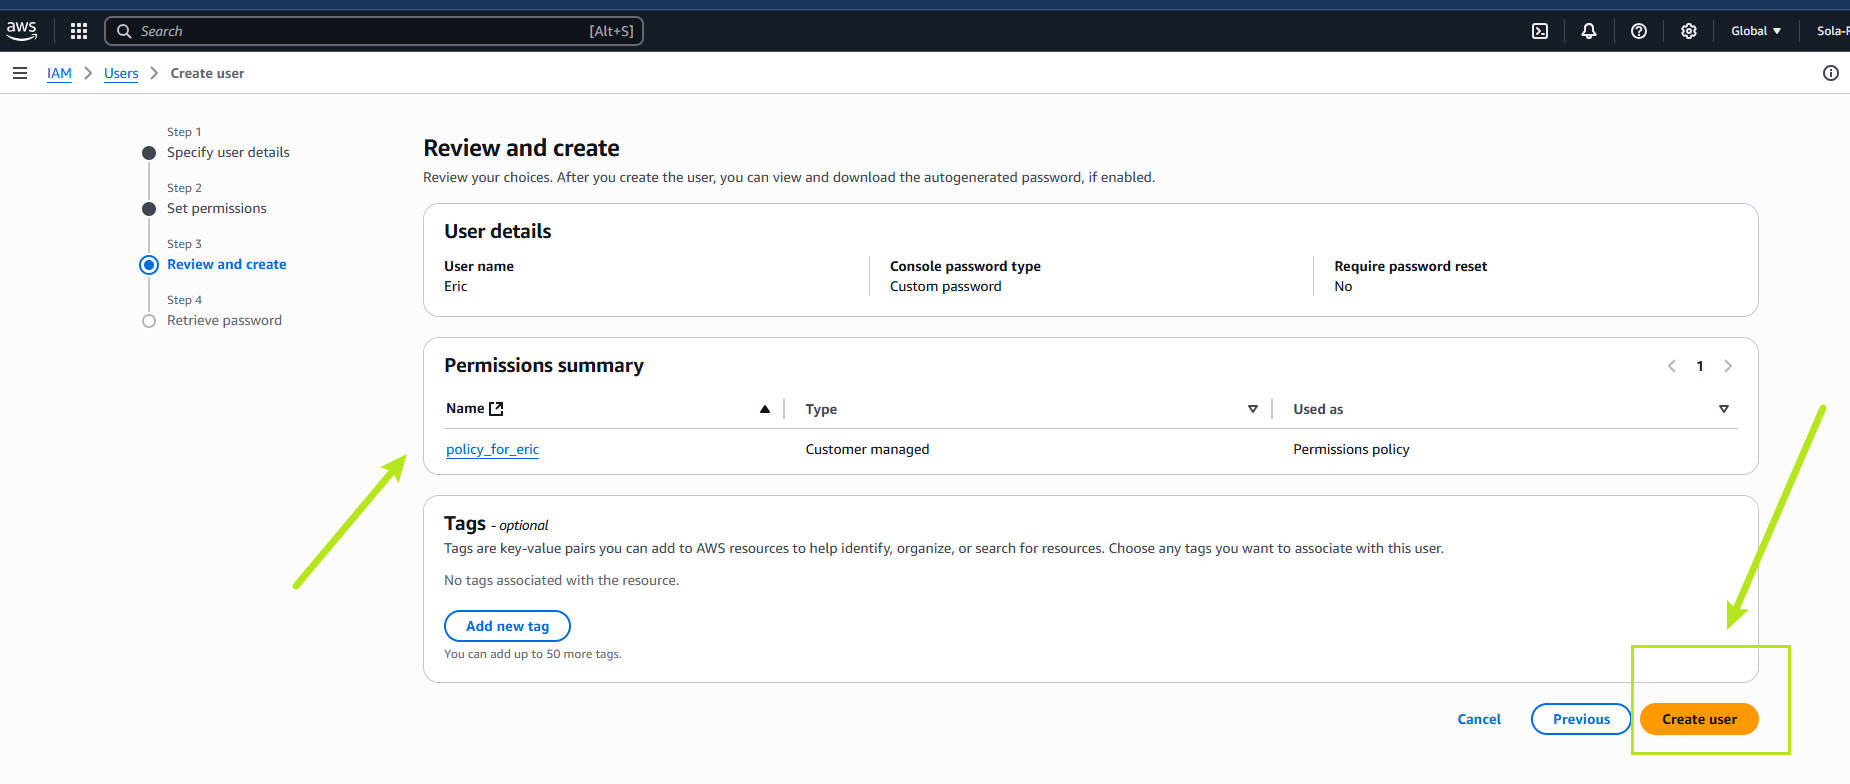 aws
Search [Alt+S] Global Sola-
IAM Users Create user
Step 1
Specify user details
Step 2
Set permissions
Step 3
Review and create
Step 4
Retrieve password
Review and create
Review your choices. After you create the user, you can view and download the autogenerated password, if enabled.
User details
User name Console password type Require password reset
Eric Custom password No
Permissions summary 1
Name Type Used as
policy_for_eric Customer managed Permissions policy
Tags - optional
Tags are key-value pairs you can add to AWS resources to help identify, organize, or search for resources. Choose any tags you want to associate with this user.
No tags associated with the resource.
Add new tag
You can add up to 50 more tags.
Cancel Previous Create user